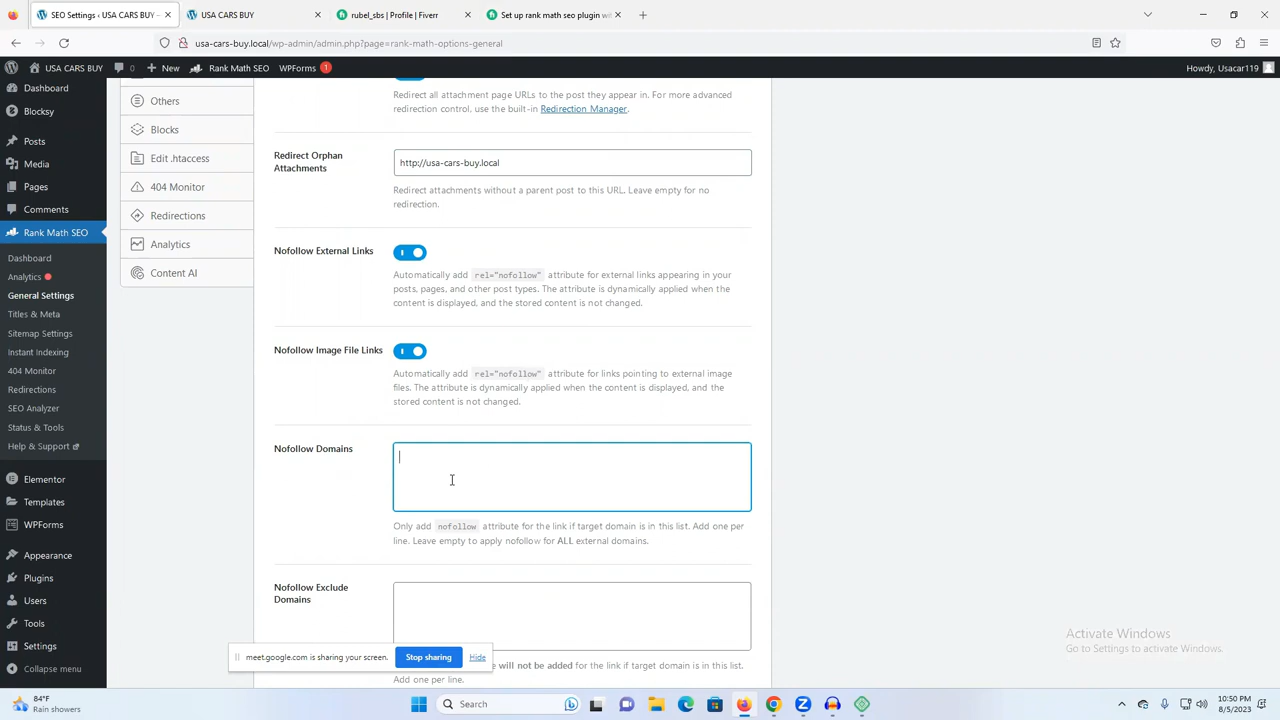 SEO Settings ‹ USA CARS BUY —
USA CARS BUY
rubel_sbs | Profile | Fiverr
Set up rank math seo plugin wit
usa-cars-buy.local/wp-admin/admin.php?page=rank-math-options-general
USA CARS BUY
0
New
Rank Math SEO
WPForms
1
Howdy, Usacar119
Dashboard
Blocksy
Posts
Media
Pages
Comments
Rank Math SEO
Dashboard
Analytics
General Settings
Titles & Meta
Sitemap Settings
Instant Indexing
404 Monitor
Redirections
SEO Analyzer
Status & Tools
Help & Support
Elementor
Templates
WPForms
Appearance
Plugins
Users
Tools
Settings
Collapse menu
Others
Blocks
Edit .htaccess
404 Monitor
Redirections
Analytics
Content AI
Redirect all attachment page URLs to the post they appear in. For more advanced
redirection control, use the built-in Redirection Manager.
Redirect Orphan
Attachments
http://usa-cars-buy.local
Redirect attachments without a parent post to this URL. Leave empty for no
redirection.
Nofollow External Links
Automatically add rel="nofollow" attribute for external links appearing in your
posts, pages, and other post types. The attribute is dynamically applied when the
content is displayed, and the stored content is not changed.
Nofollow Image File Links
Automatically add rel="nofollow" attribute for links pointing to external image
files. The attribute is dynamically applied when the content is displayed, and the
stored content is not changed.
Nofollow Domains
Only add nofollow attribute for the link if target domain is in this list. Add one per
line. Leave empty to apply nofollow for ALL external domains.
Nofollow Exclude
Domains
will not be added for the link if target domain is in this list.
Add one per line.
meet.google.com is sharing your screen.
Stop sharing
Hide
Activate Windows
Go to Settings to activate Windows.
84°F
Rain showers
Search
10:50 PM
8/5/2023